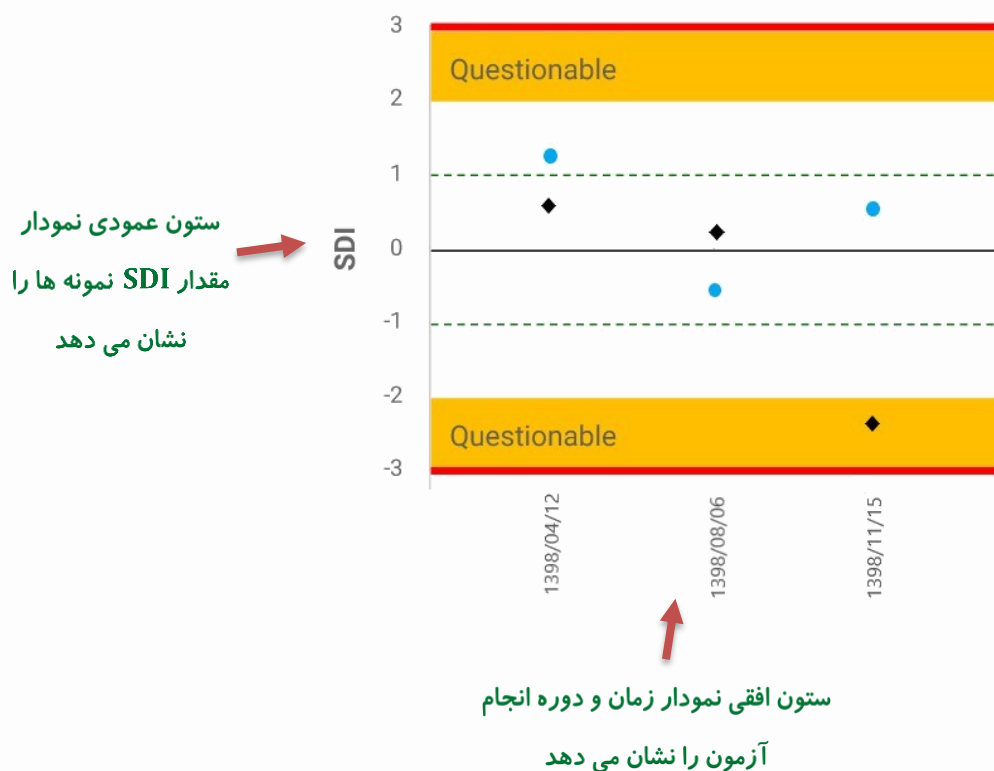 3
Questionable
2
1
ستون عمودی نمودار
مقدار SDI نمونه ها را
نشان می دهد
SDI
0
-1
-2
Questionable
-3
1398/04/12
1398/08/06
1398/11/15
ستون افقی نمودار زمان و دوره انجام
آزمون را نشان می دهد